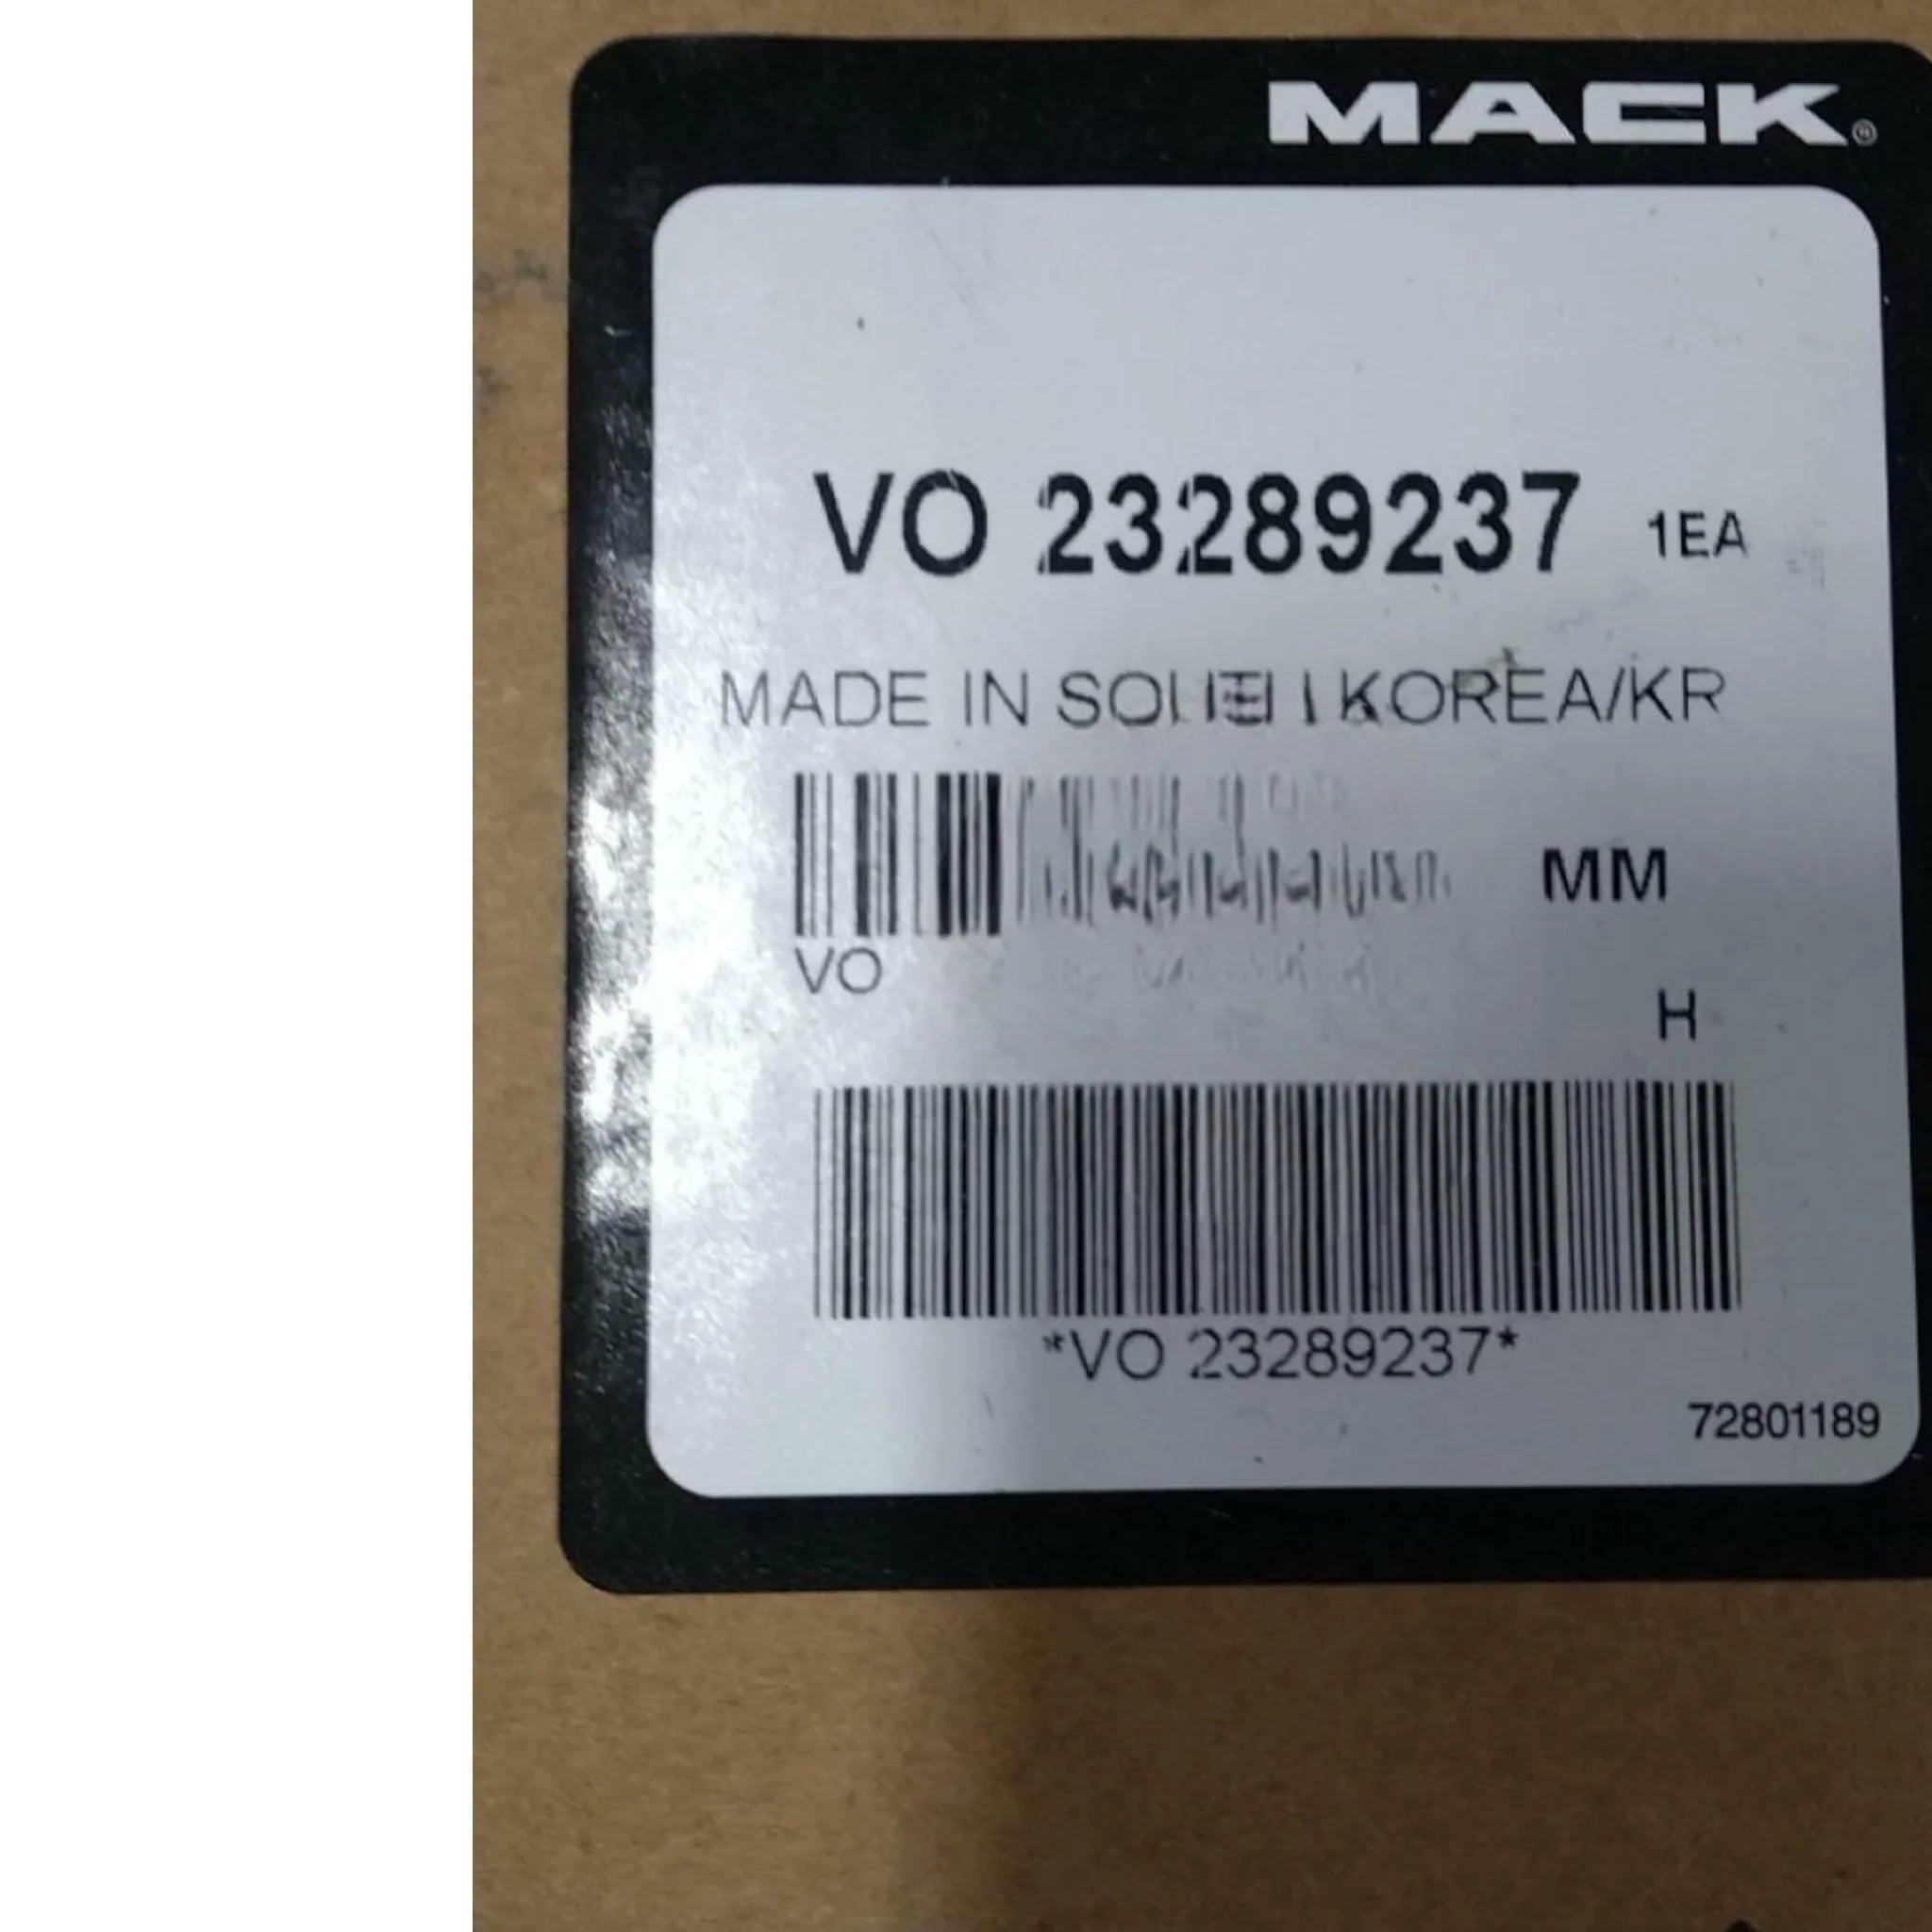 MACK®
VO 23289237 1EA
MADE IN SOUTH KOREA/KR
MM
VO
H
*VO 23289237*
72801189